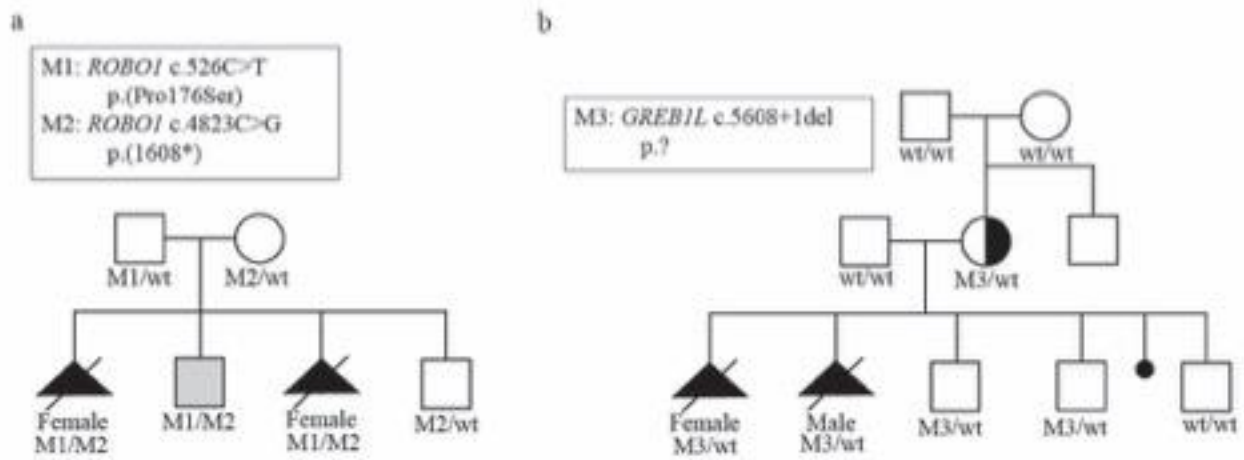 a
M1: ROBO1 c.526C>T
p.(Pro176Ser)
M2: ROBO1 c.4823C>G
p.(1608*)
M1/wt
M2/wt
Female
M1/M2
M1/M2
Female
M1/M2
M2/wt
b
M3: GREB1L c.5608+1del
p.?
wt/wt
wt/wt
wt/wt
M3/wt
Female
M3/wt
Male
M3/wt
M3/wt
M3/wt
wt/wt